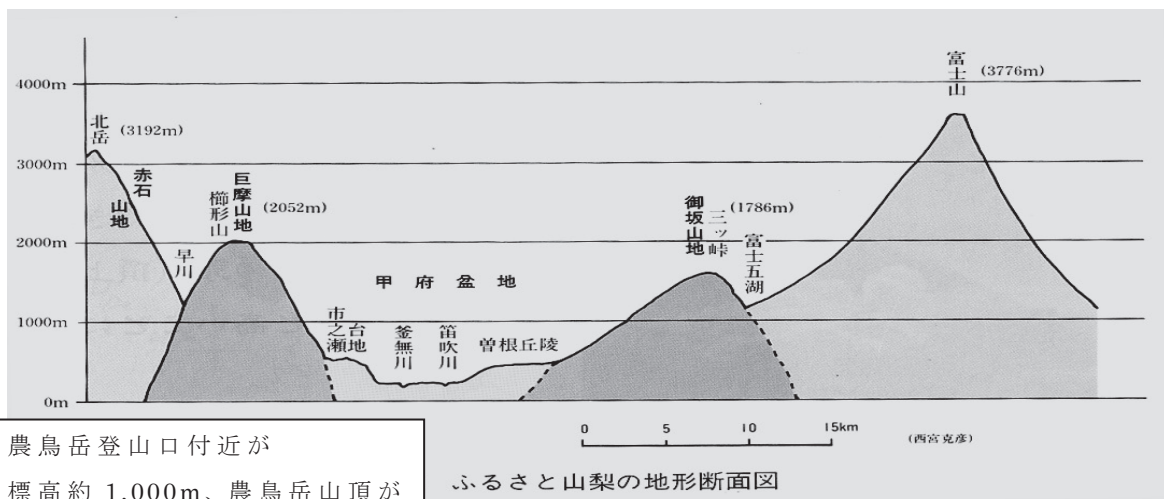 4000m
3000m
2000m
1000m
0m
北岳
(3192m)
赤石山地
早川
櫛形山
巨摩山地
(2052m)
甲府盆地
市之瀬台地
釜無川
笛吹川
曽根丘陵
御坂山地
三ッ峠
(1786m)
富士五湖
富士山
(3776m)
0 5 10 15km
(西宮克彦)
ふるさと山梨の地形断面図
農鳥岳登山口付近が
標高約 1,000m、農鳥岳山頂が